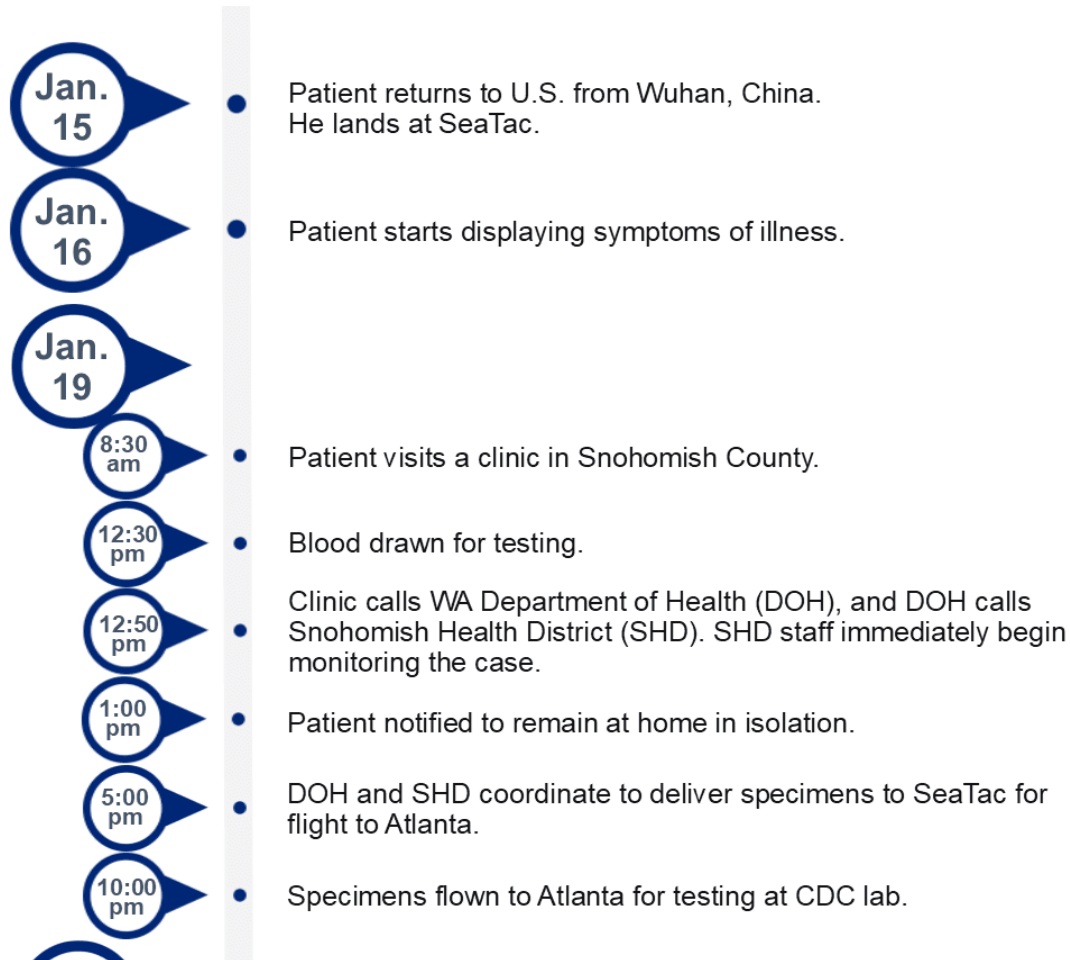 Jan.
15
Patient returns to U.S. from Wuhan, China.
He lands at SeaTac.
Jan.
16
Patient starts displaying symptoms of illness.
Jan.
19
8:30
am
Patient visits a clinic in Snohomish County.
12:30
pm
Blood drawn for testing.
12:50
pm
Clinic calls WA Department of Health (DOH), and DOH calls
Snohomish Health District (SHD). SHD staff immediately begin
monitoring the case.
1:00
pm
Patient notified to remain at home in isolation.
5:00
pm
DOH and SHD coordinate to deliver specimens to SeaTac for
flight to Atlanta.
10:00
pm
Specimens flown to Atlanta for testing at CDC lab.